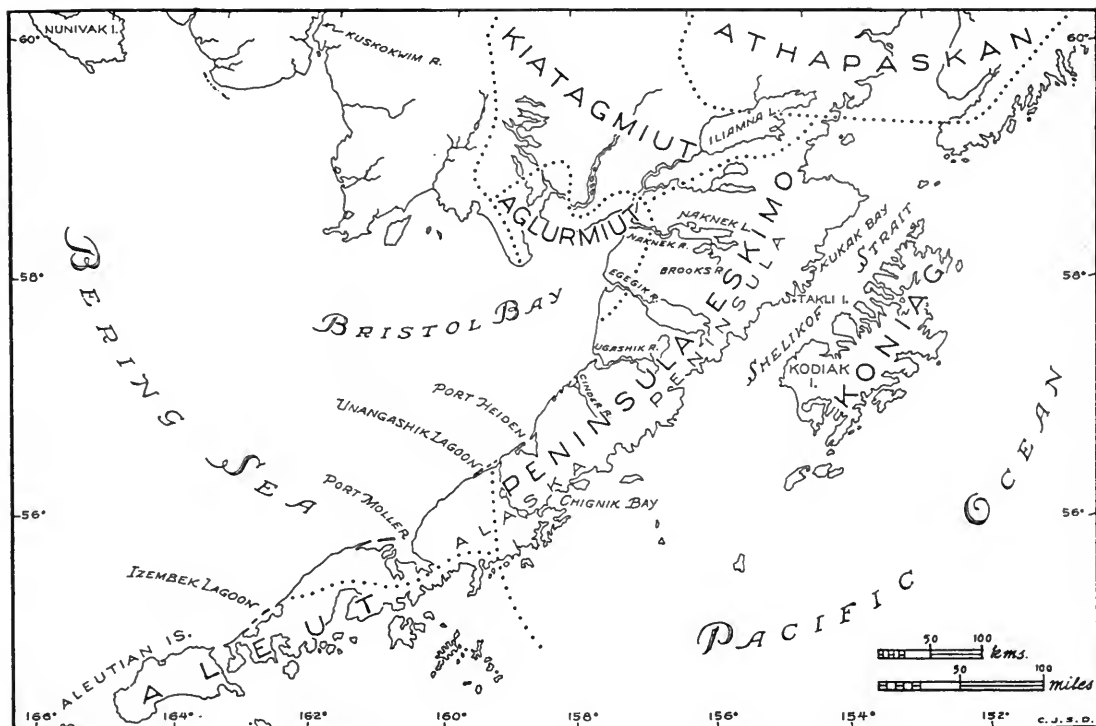 60°
60°
NUNIVAK I.
KUSKOKWIM R.
KIATAGMIUT
ATHAPASKAN
ILIAMNA L.
AGLURMIUT
NAKNEK L.
NAKNEK R.
BROOKS R.
EGEGIK R.
UGASHIK R.
CINDER R.
PENINSULA ESKIMO
ALASKA PENINSULA
KUKAK BAY
SHELIKOF STRAIT
TAKLI I.
KODIAK I.
KONIAG
58°
58°
BERING SEA
BRISTOL BAY
PORT HEIDEN
UNANGASHIK LAGOON
PORT MOLLER
CHIGNIK BAY
56°
56°
IZEMBEK LAGOON
ALEUTIAN IS.
ALEUT
PACIFIC OCEAN
50 100
kms.
50 100
miles
166° 164° 162° 160° 158° 156° 154° 152°
C.J.S.D.